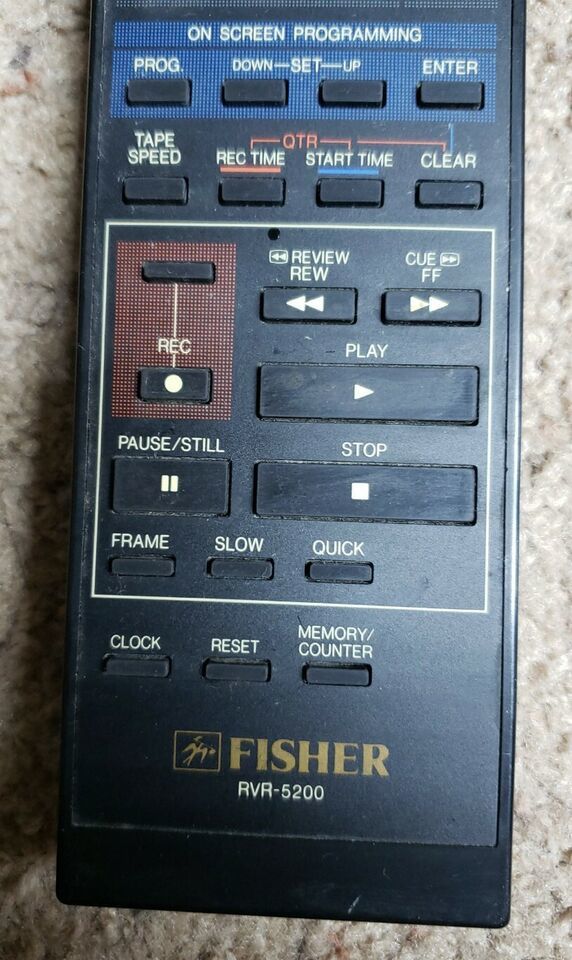 ON SCREEN PROGRAMMING
PROG. DOWN SET UP ENTER
QTR
TAPE
SPEED REC TIME START TIME CLEAR
REVIEW CUE
REW FF
REC PLAY
PAUSE/STILL STOP
FRAME SLOW QUICK
CLOCK RESET MEMORY/
COUNTER
FISHER
RVR-5200